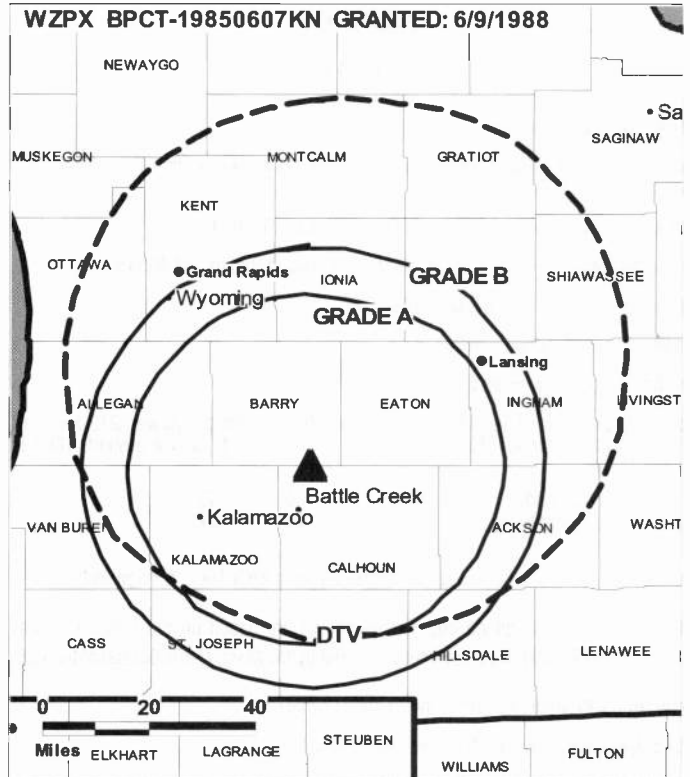 WZPX BPCT-19850607KN GRANTED: 6/9/1988
NEWAYGO
Sa
SAGINAW
MUSKEGON MONTCALM GRATIOT
KENT
OTTAWA Grand Rapids IONIA GRADE B SHIAWASSEE
Wyoming
GRADE A
Lansing
ALLEGAN BARRY EATON INGHAM LIVINGST
Battle Creek
Kalamazoo
VAN BUREN ACKSON WASHT
KALAMAZOO CALHOUN
DTV
CASS ST. JOSEPH HILLSDALE LENAWEE
0 20 40
Miles ELKHART LAGRANGE STEUBEN
WILLIAMS FULTON